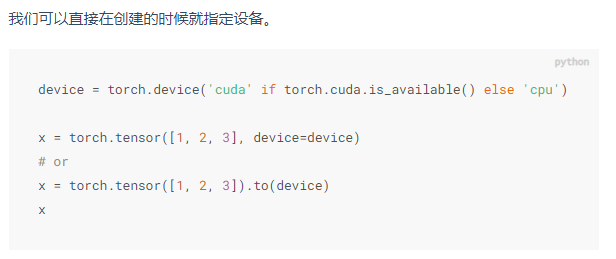 我们可以直接在创建的时候就指定设备。
python
device = torch.device('cuda' if torch.cuda.is_available() else 'cpu')
x = torch.tensor([1, 2, 3], device=device)
# or
x = torch.tensor([1, 2, 3]).to(device)
x